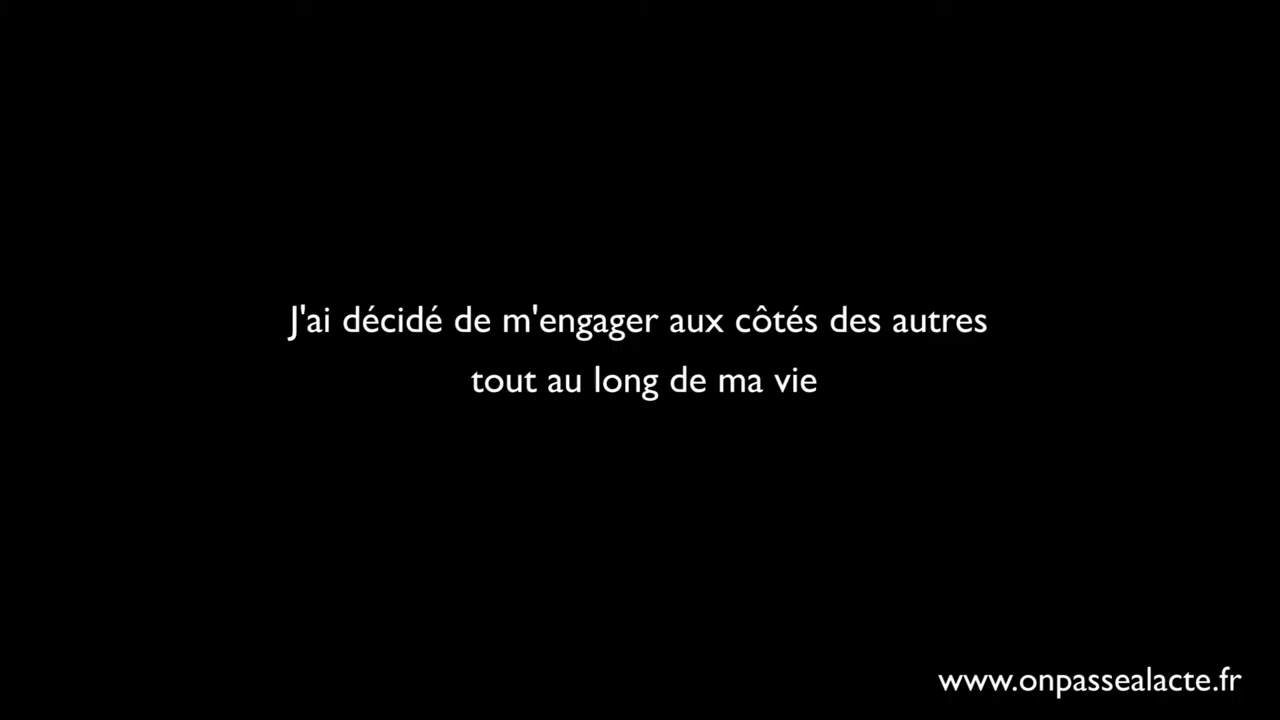 J'ai décidé de m'engager aux côtés des autres
tout au long de ma vie
www.onpassealacte.fr